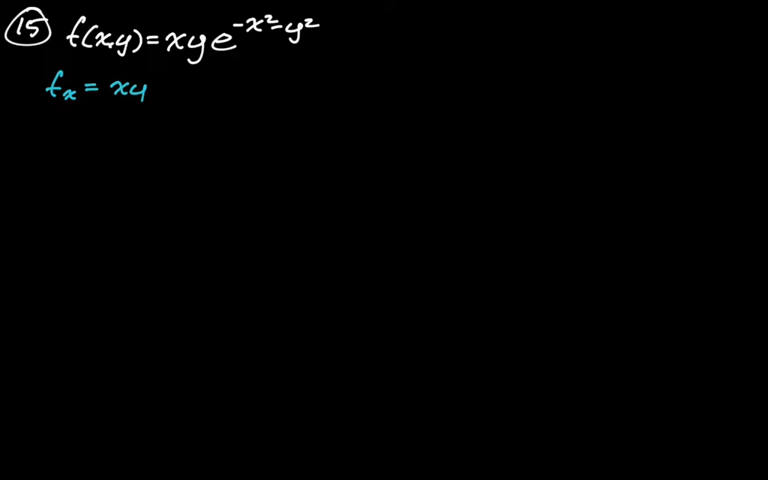 15 f(x,y)=xye^{-x²-y²}
f_x = xy